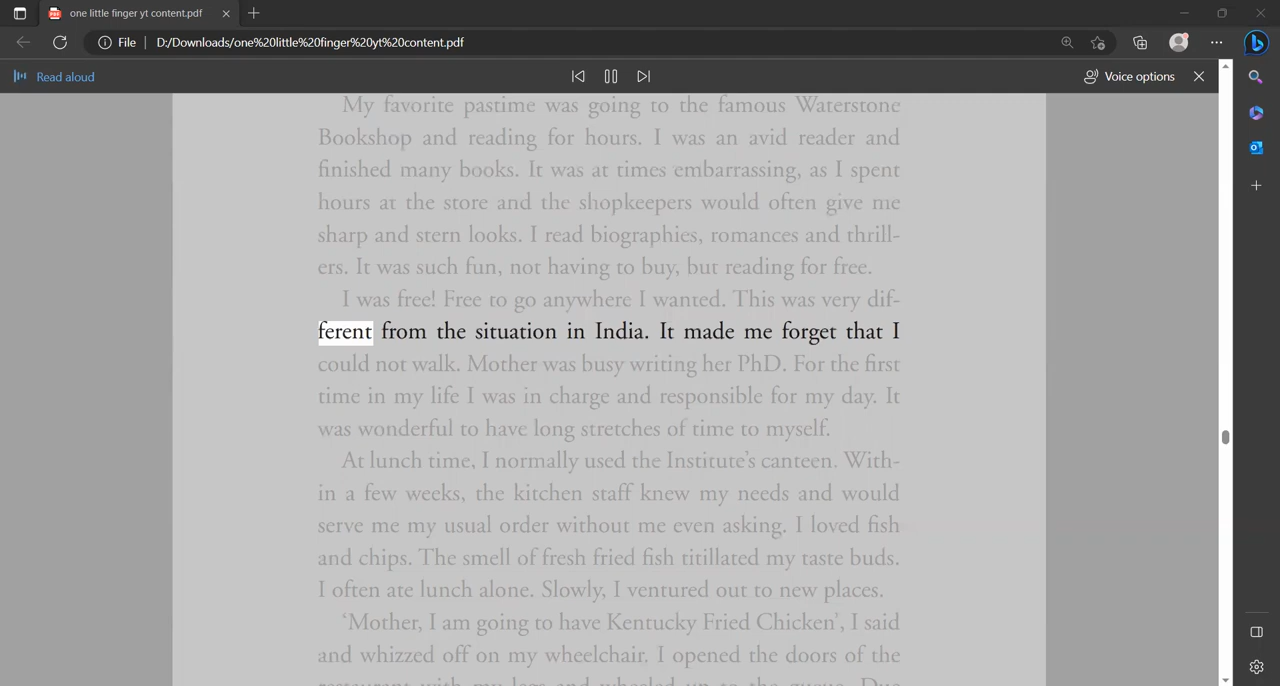 one little finger yt content.pdf
File
D:/Downloads/one%20little%20finger%20yt%20content.pdf
Read aloud
Voice options
My favorite pastime was going to the famous Waterstone
Bookshop and reading for hours. I was an avid reader and
finished many books. It was at times embarrassing, as I spent
hours at the store and the shopkeepers would often give me
sharp and stern looks. I read biographies, romances and thrill-
ers. It was such fun, not having to buy, but reading for free.
I was free! Free to go anywhere I wanted. This was very dif-
ferent from the situation in India. It made me forget that I
could not walk. Mother was busy writing her PhD. For the first
time in my life I was in charge and responsible for my day. It
was wonderful to have long stretches of time to myself.
At lunch time, I normally used the Institute's canteen. With-
in a few weeks, the kitchen staff knew my needs and would
serve me my usual order without me even asking. I loved fish
and chips. The smell of fresh fried fish titillated my taste buds.
I often ate lunch alone. Slowly, I ventured out to new places.
‘Mother, I am going to have Kentucky Fried Chicken’, I said
and whizzed off on my wheelchair. I opened the doors of the
restaurant with my legs and wheeled up to the queue. Due